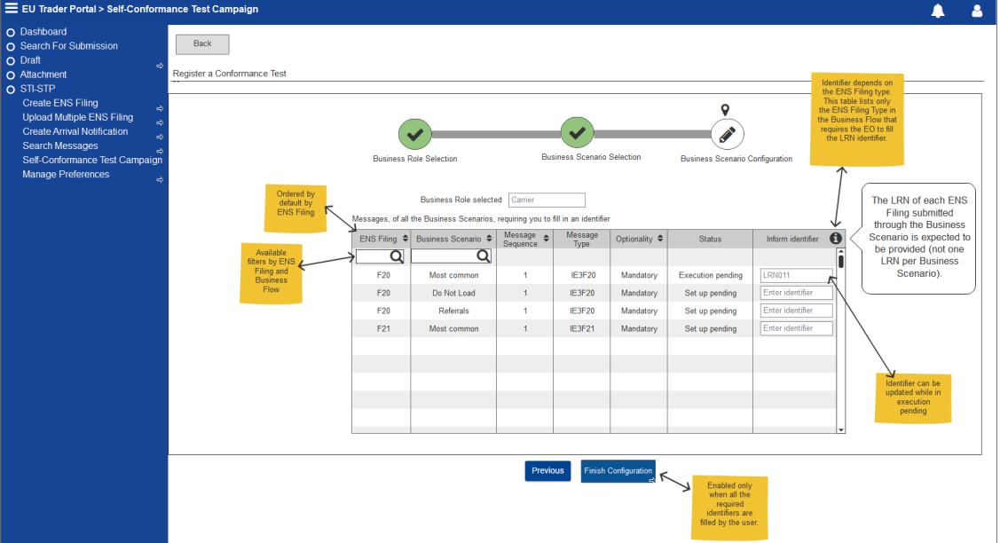 EU Trader Portal > Self-Conformance Test Campaign
Dashboard
Search For Submission
Draft
Attachment
STI-STP
Create ENS Filing
Upload Multiple ENS Filing
Create Arrival Notification
Search Messages
Self-Conformance Test Campaign
Manage Preferences
Back
Register a Conformance Test
Business Role Selection
Business Scenario Selection
Business Scenario Configuration
Identifier depends on
the ENS Filing type.
This table lists only
the ENS Filing Type in
the Business Flow that
requires the EO to fill
the LRN identifier.
Business Role selected Carrier
Messages, of all the Business Scenarios, requiring you to fill in an identifier
Ordered by
default by
ENS Filing
Available
filters by ENS
Filing and
Business
Flow
ENS Filing Business Scenario Message Sequence Message Type Optionality Status Inform identifier
F20 Most common 1 IE3F20 Mandatory Execution pending LRN011
F20 Do Not Load 1 IE3F20 Mandatory Set up pending Enter identifier
F20 Referrals 1 IE3F20 Mandatory Set up pending Enter identifier
F21 Most common 1 IE3F21 Mandatory Set up pending Enter identifier
The LRN of each ENS
Filing submitted
through the Business
Scenario is expected to
be provided (not one
LRN per Business
Scenario).
Identifier can be
updated while in
execution
pending
Previous
Finish Configuration
Enabled only
when all the
required
identifiers are
filled by the user.